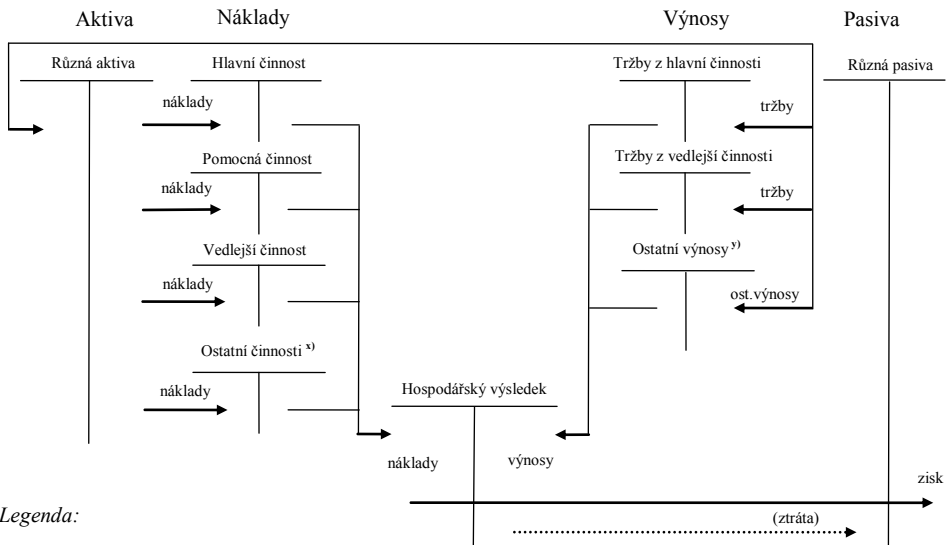 Aktiva Náklady Výnosy Pasiva
Různá aktiva Hlavní činnost Tržby z hlavní činnosti Různá pasiva
náklady tržby
Pomocná činnost Tržby z vedlejší činnosti
náklady tržby
Vedlejší činnost Ostatní výnosy y)
náklady ost.výnosy
Ostatní činnosti x)
náklady Hospodářský výsledek
náklady výnosy
zisk
Legenda: (ztráta)